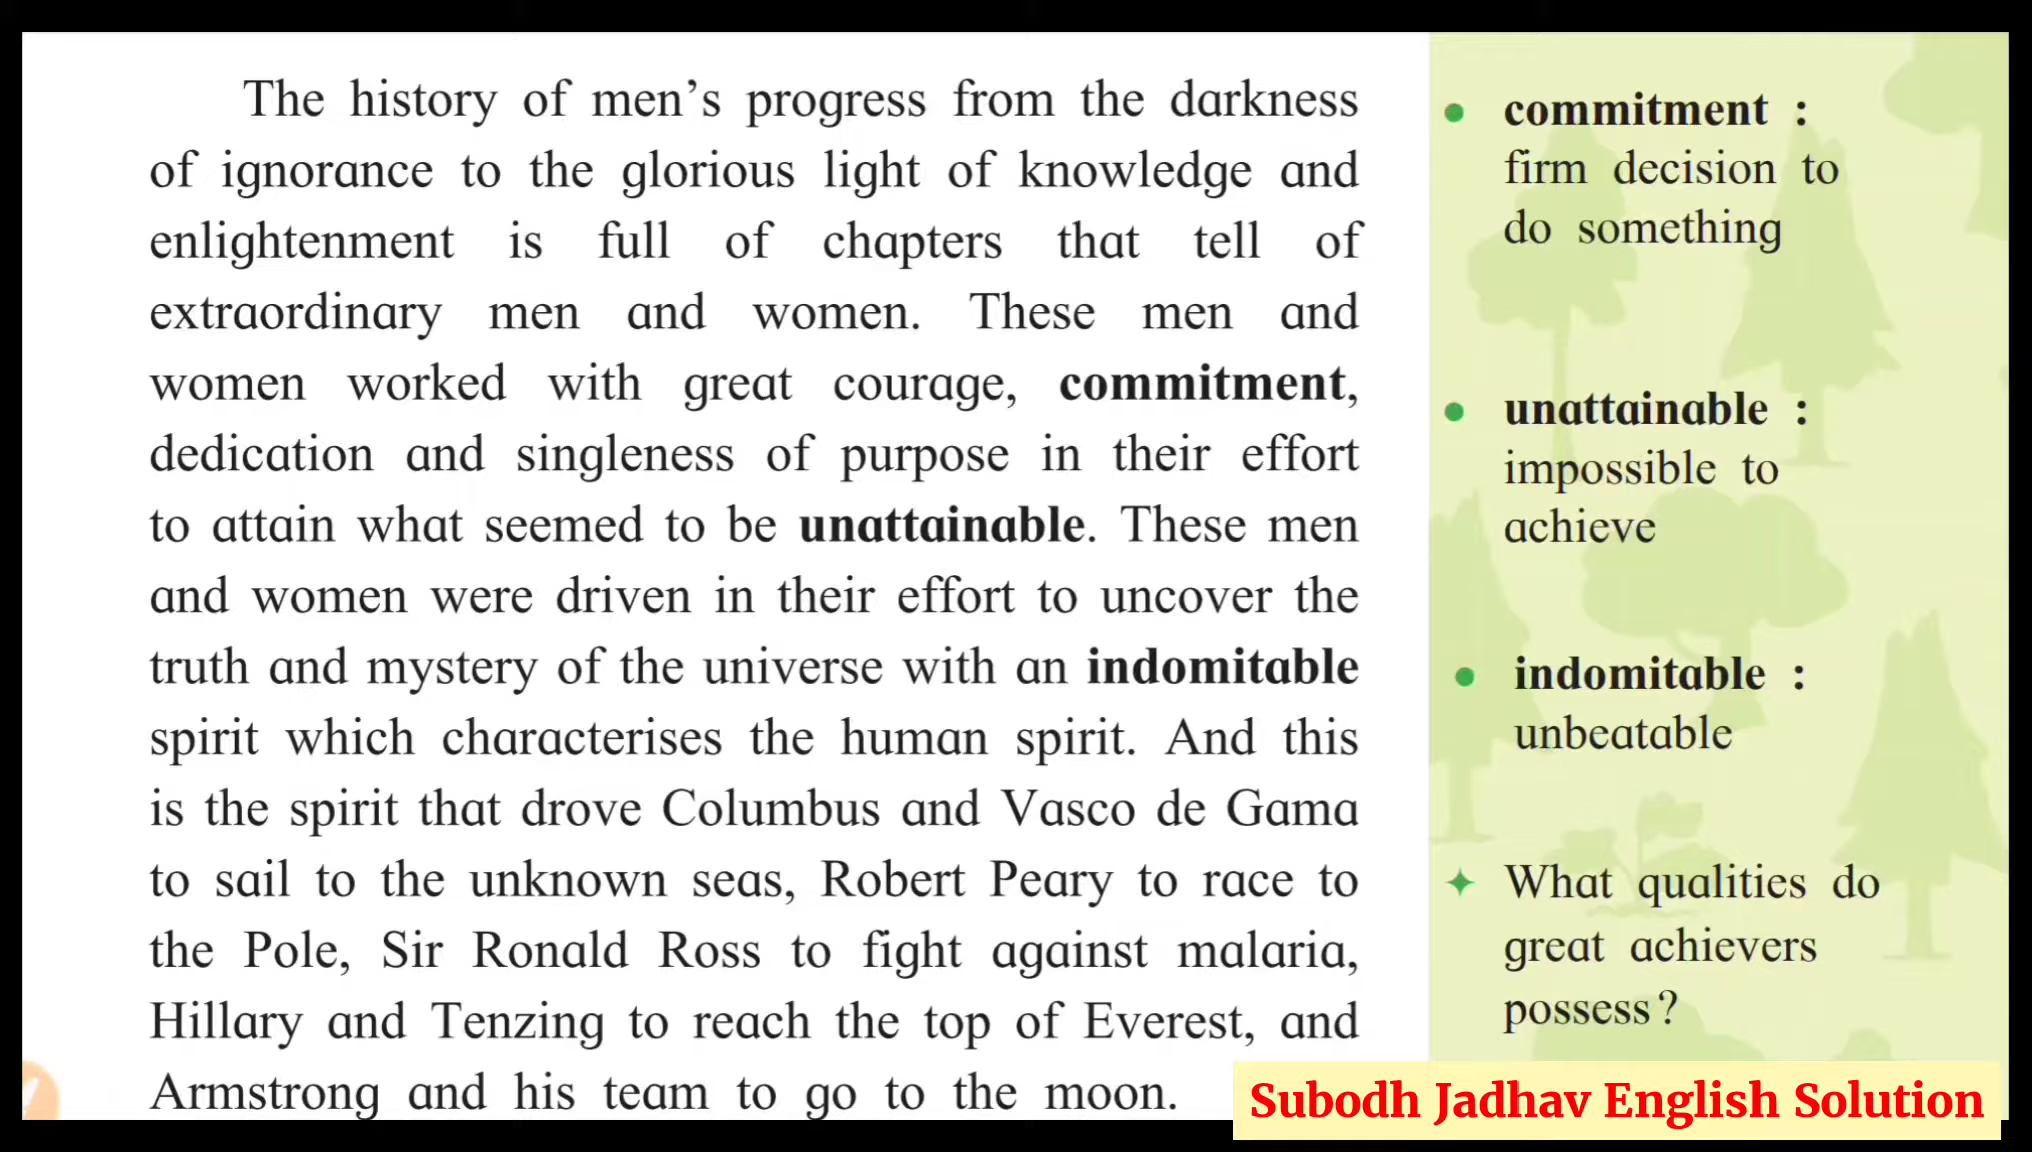 The history of men’s progress from the darkness
of ignorance to the glorious light of knowledge and
enlightenment is full of chapters that tell of
extraordinary men and women. These men and
women worked with great courage, commitment,
dedication and singleness of purpose in their effort
to attain what seemed to be unattainable. These men
and women were driven in their effort to uncover the
truth and mystery of the universe with an indomitable
spirit which characterises the human spirit. And this
is the spirit that drove Columbus and Vasco de Gama
to sail to the unknown seas, Robert Peary to race to
the Pole, Sir Ronald Ross to fight against malaria,
Hillary and Tenzing to reach the top of Everest, and
Armstrong and his team to go to the moon.
● commitment :
firm decision to
do something
● unattainable :
impossible to
achieve
● indomitable :
unbeatable
✦ What qualities do
great achievers
possess?
Subodh Jadhav English Solution